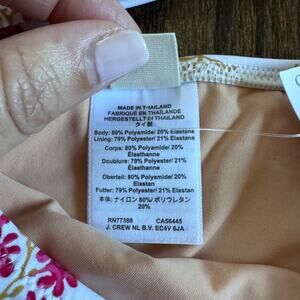 MADE IN THAILAND
FABRIQUÉ EN THAÏLANDE
HERGESTELLT EN THAILAND
タイ製
Body: 80% Polyamide/ 20% Elastane
Lining: 79% Polyester/ 21% Elastane
Corps: 80% Polyamide/ 20%
Élasthanne
Doublure: 79% Polyester/ 21%
Élasthanne
Oberteil: 80% Polyamid/ 20%
Elastan
Futter: 79% Polyester/ 21% Elastan
本体: ナイロン 80%/ ポリウレタン
20%
RN77388 CA56445
J. CREW NL B.V. EC4V 6JA